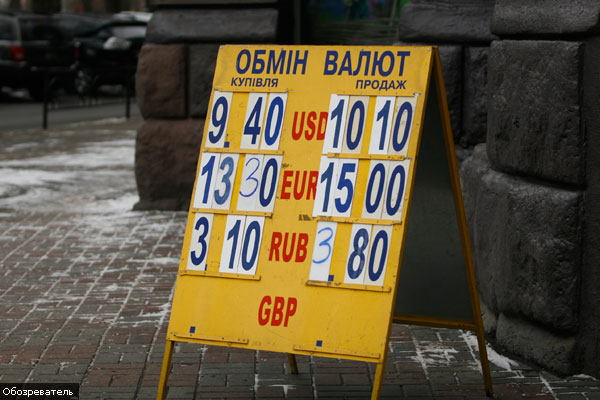 ОБМІН ВАЛЮТ
КУПІВЛЯ ПРОДАЖ
9.40 USD 10 10
13 30 EUR 15 00
3 10 RUB 3 80
GBP
Обозреватель